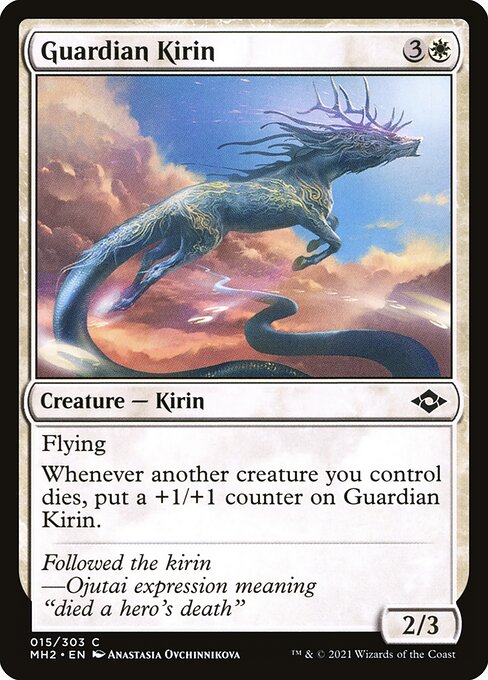 Guardian Kirin 3
Creature — Kirin
Flying
Whenever another creature you control
dies, put a +1/+1 counter on Guardian
Kirin.
Followed the kirin
—Ojutai expression meaning
“died a hero’s death”
2/3
015/303 C
MH2 • EN Anastasia Ovchinnikova
™ & © 2021 Wizards of the Coast